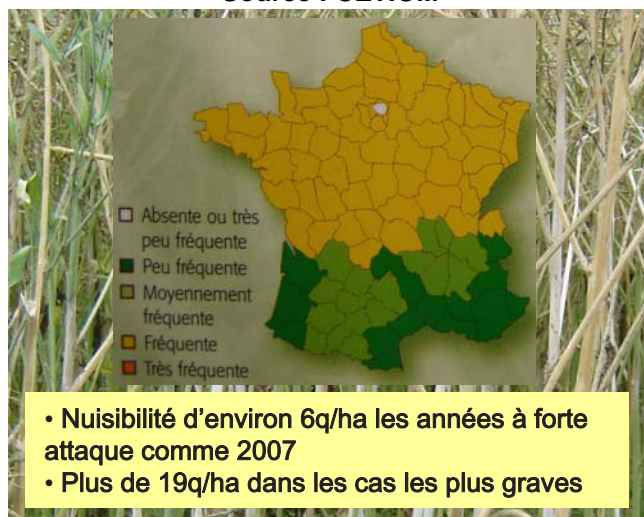 Absente ou très
peu fréquente
Peu fréquente
Moyennement
fréquente
Fréquente
Très fréquente
• Nuisibilité d’environ 6q/ha les années à forte
attaque comme 2007
• Plus de 19q/ha dans les cas les plus graves